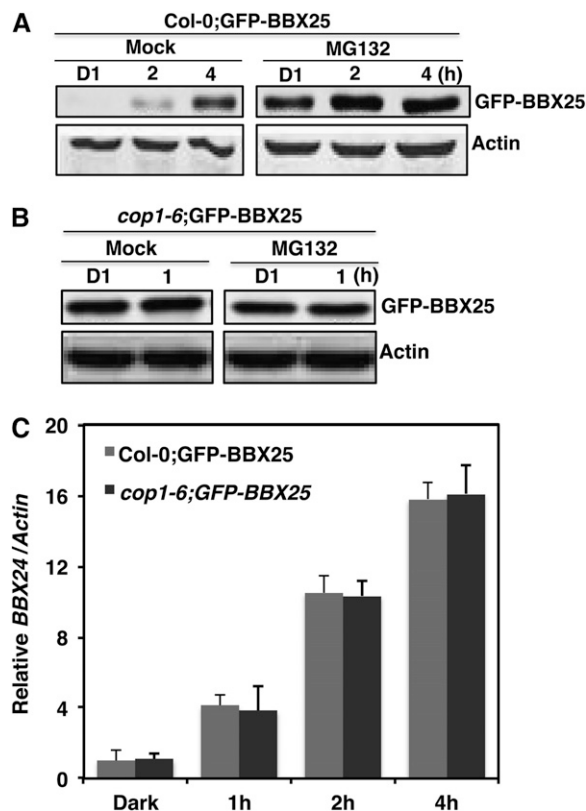 A
Col-0;GFP-BBX25
Mock MG132
D1 2 4 D1 2 4 (h)
GFP-BBX25
Actin
B
cop1-6;GFP-BBX25
Mock MG132
D1 1 D1 1 (h)
GFP-BBX25
Actin
C
Relative BBX24/Actin
20
16
12
8
4
0
Col-0;GFP-BBX25
cop1-6;GFP-BBX25
Dark 1h 2h 4h